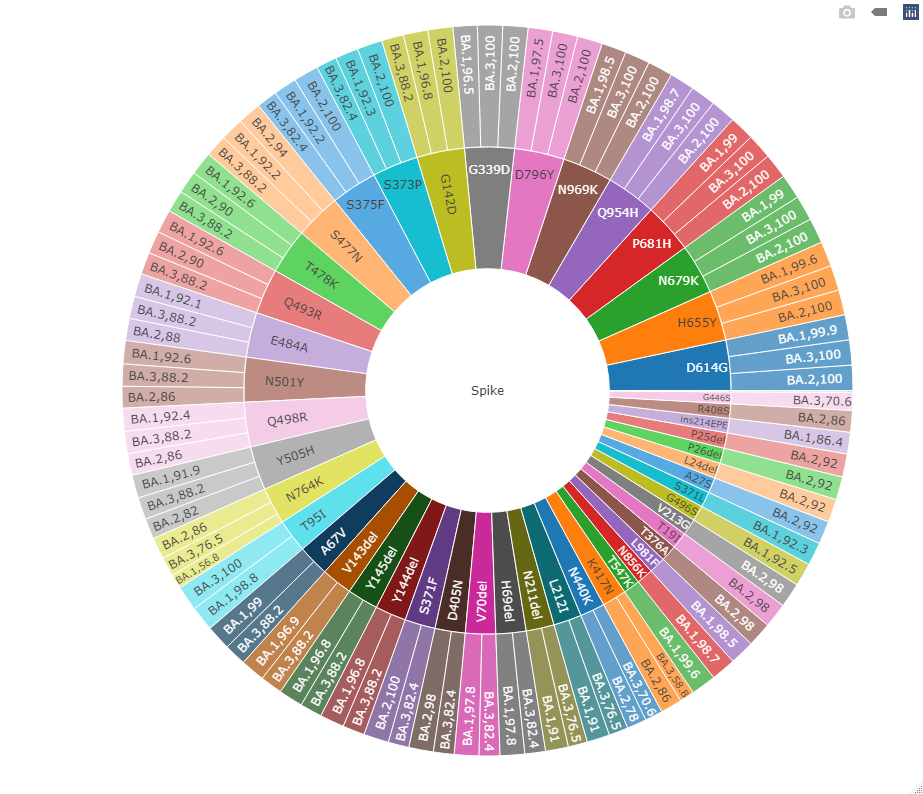 Spike
D614G
BA.1,99.9
BA.3,100
BA.2,100
H655Y
BA.1,99.6
BA.3,100
BA.2,100
N679K
BA.1,99
BA.3,100
BA.2,100
P681H
BA.1,99
BA.3,100
BA.2,100
Q954H
BA.1,98.7
BA.3,100
BA.2,100
N969K
BA.1,98.5
BA.3,100
BA.2,100
D796Y
BA.1,97.5
BA.3,100
BA.2,100
G339D
BA.1,96.5
BA.3,100
BA.2,100
G142D
BA.3,88.2
BA.1,96.8
BA.2,100
S373P
BA.3,82.4
BA.1,92.3
BA.2,100
S375F
BA.3,82.4
BA.1,92.2
BA.2,100
S477N
BA.3,88.2
BA.1,92.2
BA.2,94
T478K
BA.1,92.6
BA.2,90
BA.3,88.2
Q493R
BA.1,92.6
BA.2,90
BA.3,88.2
E484A
BA.1,92.1
BA.3,88.2
BA.2,88
N501Y
BA.1,92.6
BA.3,88.2
BA.2,86
Q498R
BA.1,92.4
BA.3,88.2
BA.2,86
Y505H
BA.1,91.9
BA.3,88.2
BA.2,82
N764K
BA.2,86
BA.3,76.5
BA.1,56.8
T95I
BA.3,100
BA.1,98.8
A67V
BA.1,99
BA.3,88.2
V143del
BA.1,96.9
BA.3,88.2
Y145del
BA.1,96.8
BA.3,88.2
Y144del
BA.1,96.8
BA.3,88.2
S371F
BA.2,100
BA.3,82.4
D405N
BA.2,98
BA.3,82.4
V70del
BA.1,97.8
BA.3,82.4
H69del
BA.1,97.8
BA.3,82.4
N211del
BA.1,91
BA.3,76.5
L212I
BA.1,91
BA.3,76.5
N440K
BA.2,78
BA.3,70.6
K417N
BA.2,86
BA.3,58.8
T547K
BA.1,99.6
N856K
BA.1,98.7
L981F
BA.1,98.5
T376A
BA.2,98
T19I
BA.2,98
V213G
BA.2,98
G496S
BA.1,92.5
S371L
BA.1,92.3
A27S
BA.2,92
L24del
BA.2,92
P26del
BA.2,92
P25del
BA.2,92
ins214EPE
BA.1,86.4
R408S
BA.2,86
G446S
BA.3,70.6